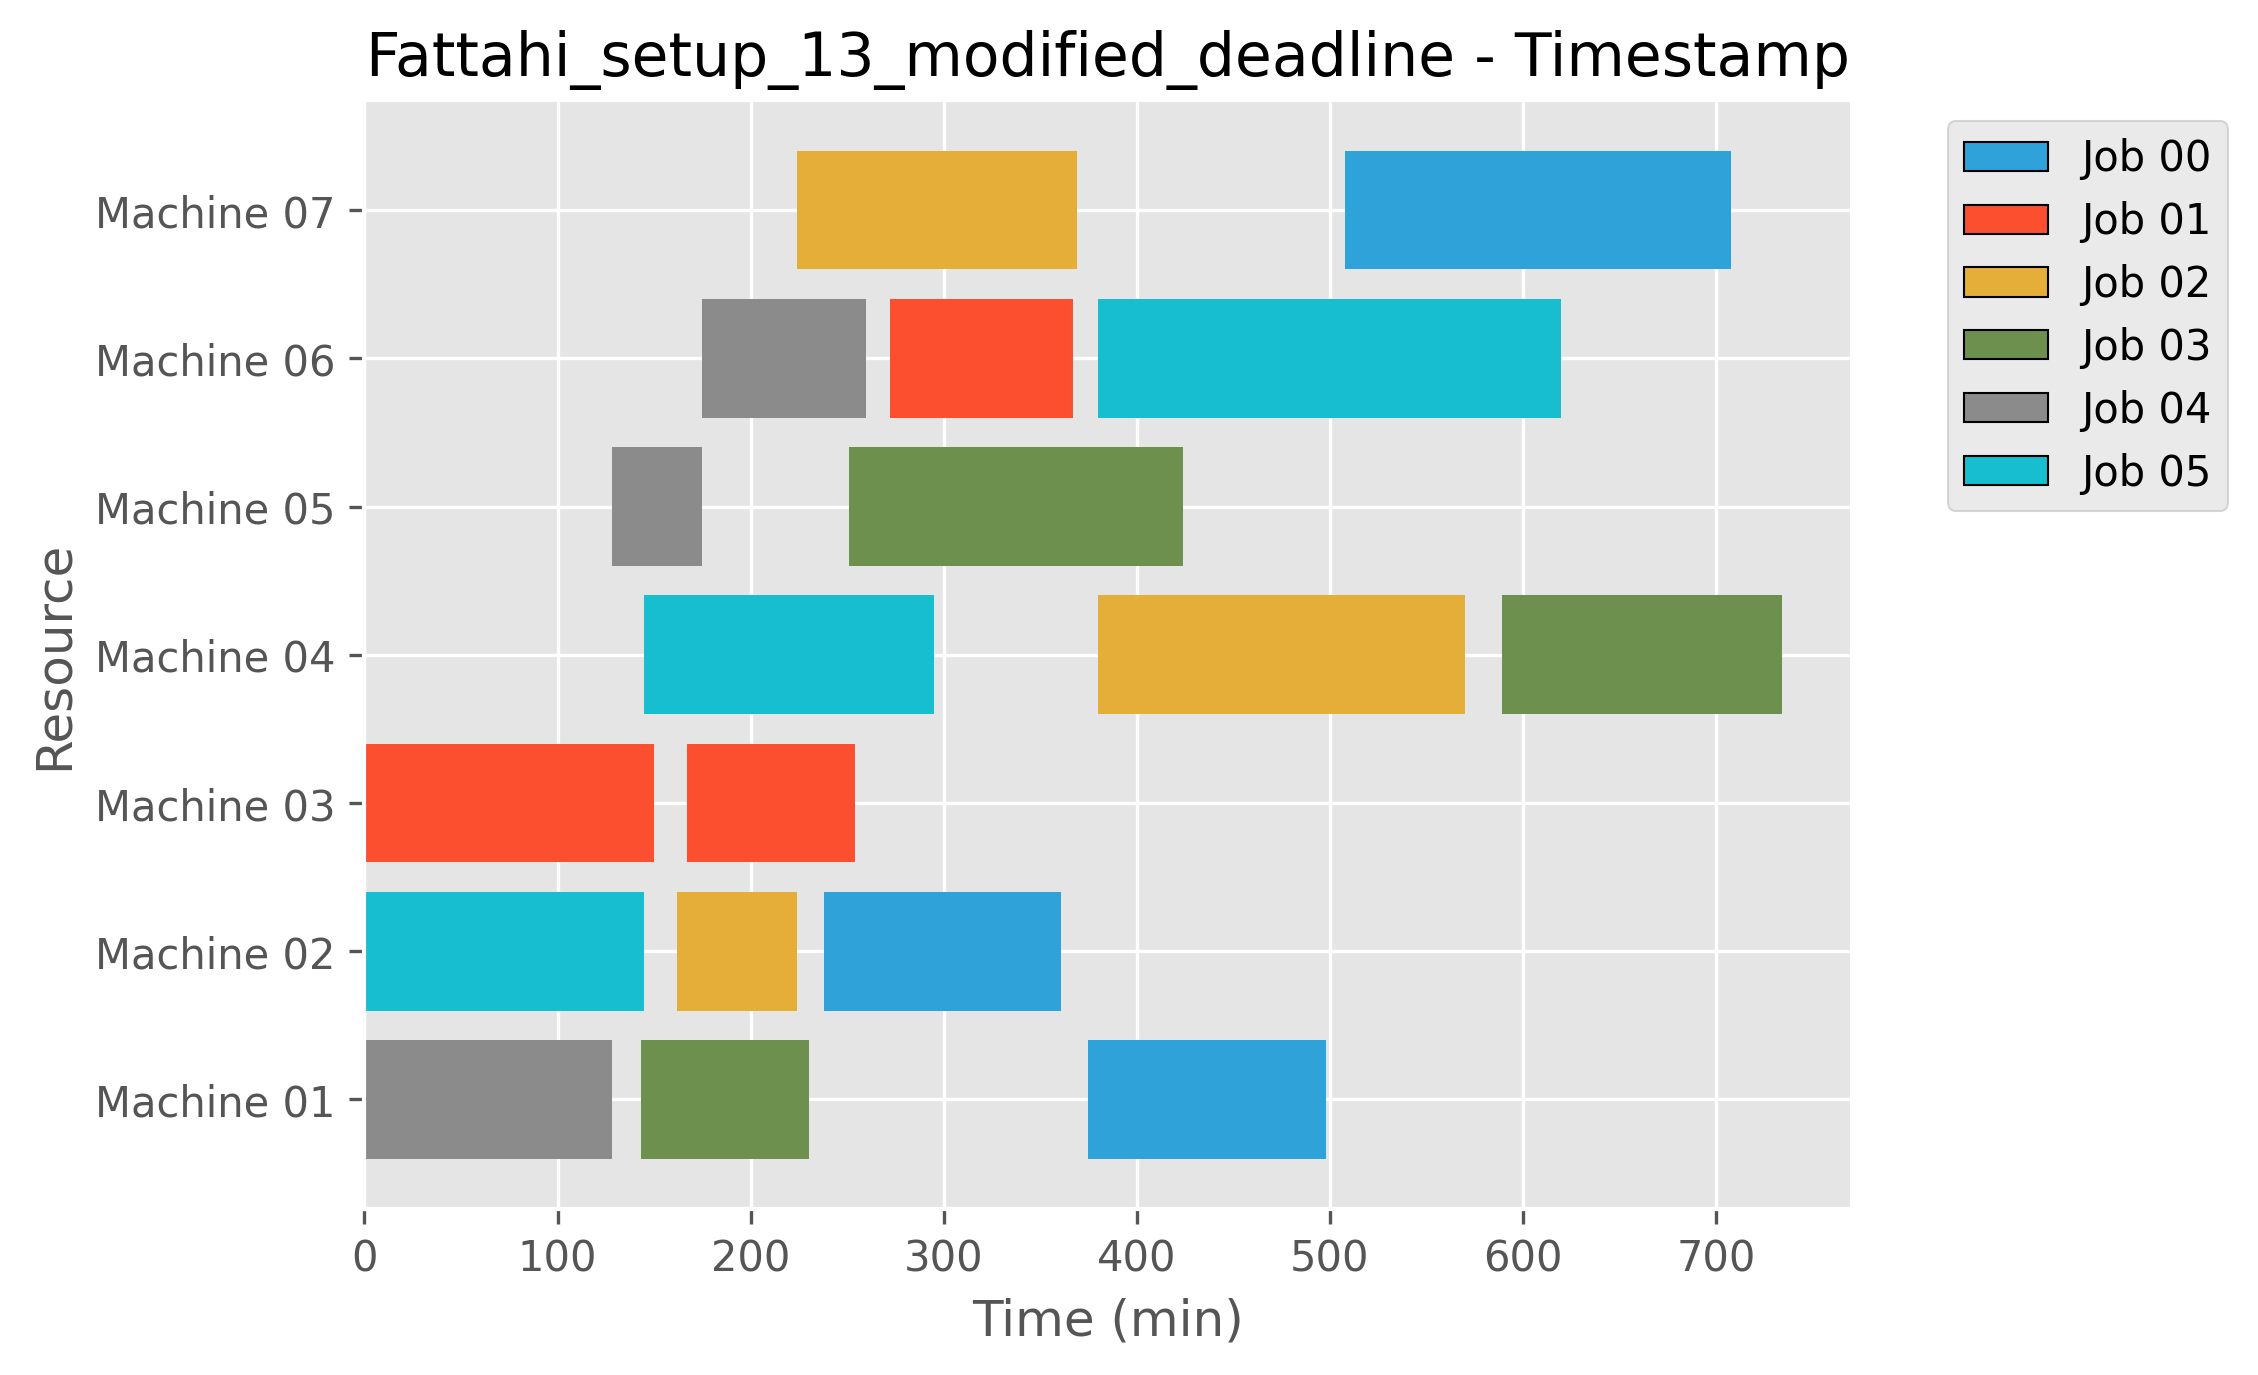 Fattahi_setup_13_modified_deadline - Timestamp
Machine 07
Machine 06
Machine 05
Machine 04
Machine 03
Machine 02
Machine 01
Resource
0 100 200 300 400 500 600 700
Time (min)
Job 00
Job 01
Job 02
Job 03
Job 04
Job 05